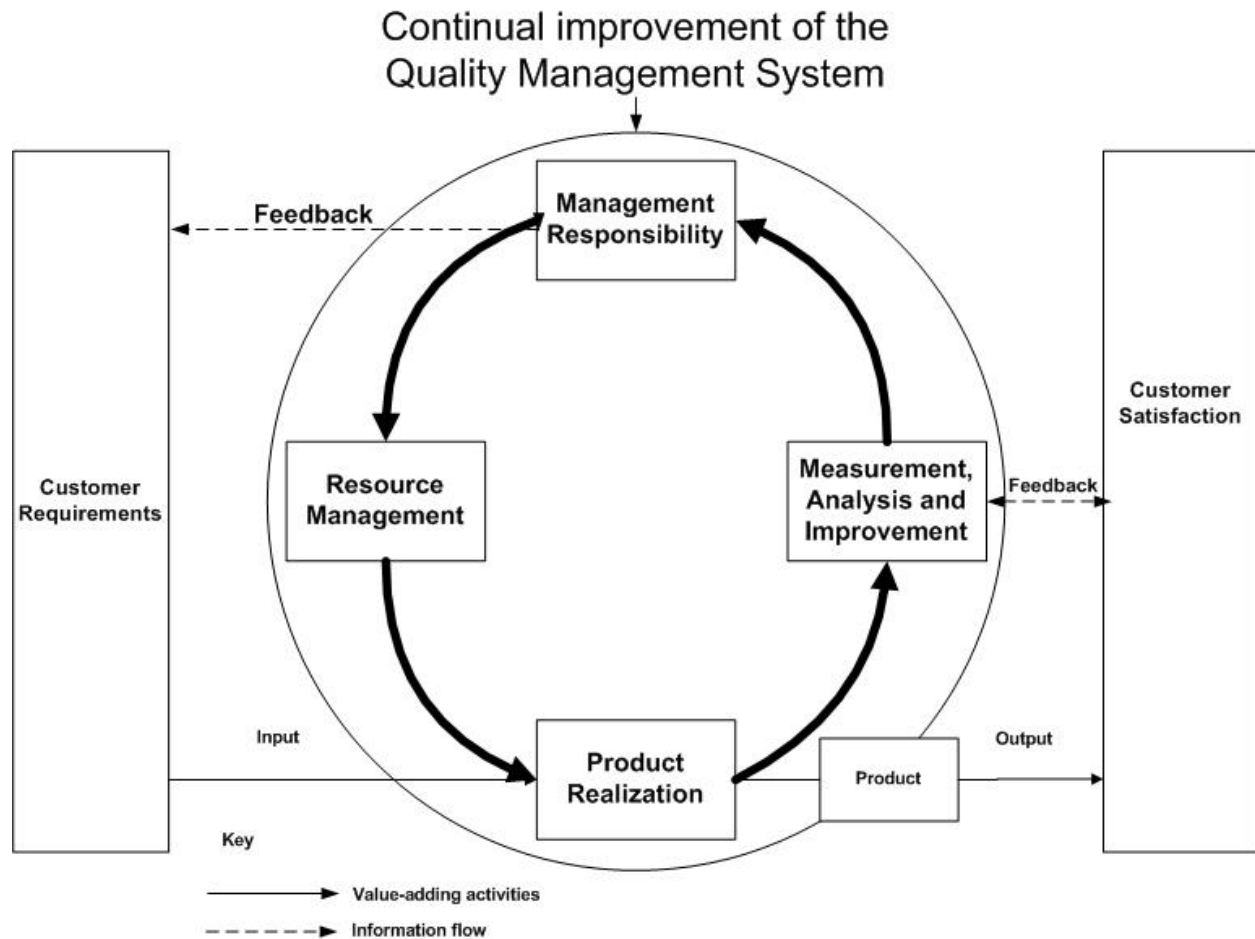 Continual improvement of the
Quality Management System
Management
Responsibility
Feedback
Customer
Satisfaction
Customer
Requirements
Resource
Management
Measurement,
Analysis and
Improvement
Feedback
Input
Product
Realization
Product
Output
Key
Value-adding activities
Information flow